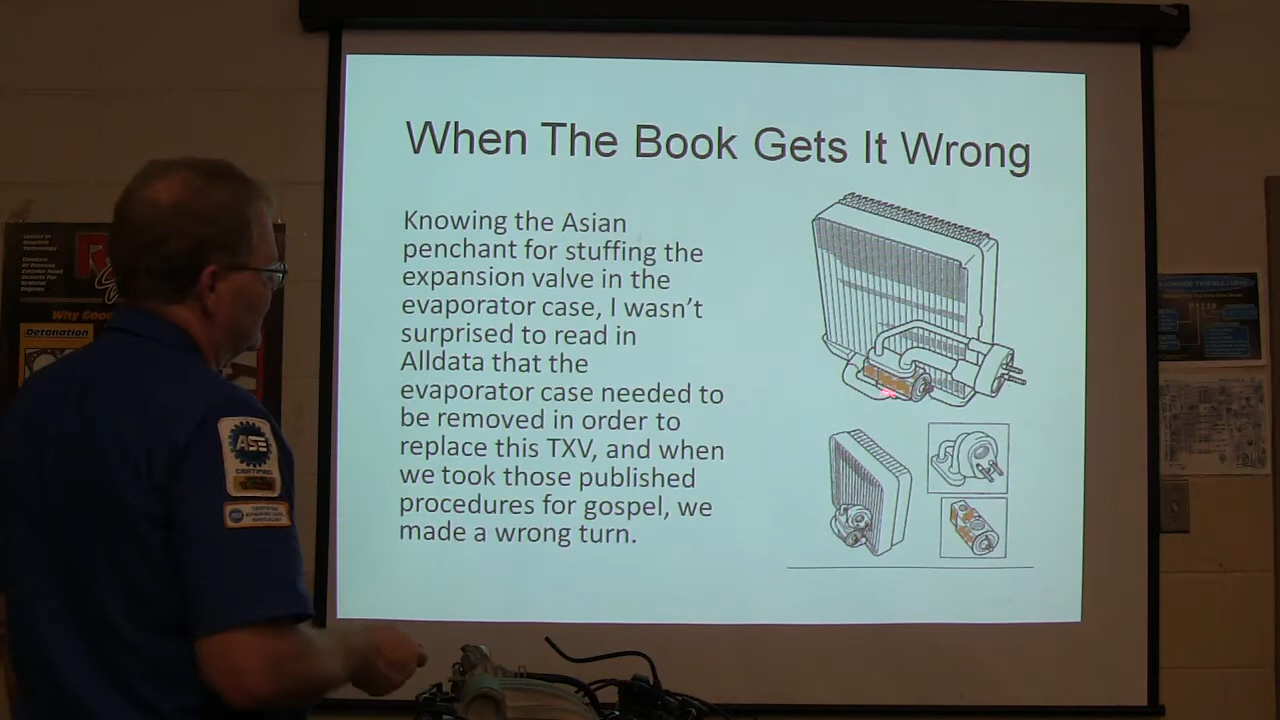 When The Book Gets It Wrong
Knowing the Asian
penchant for stuffing the
expansion valve in the
evaporator case, I wasn't
surprised to read in
Alldata that the
evaporator case needed to
be removed in order to
replace this TXV, and when
we took those published
procedures for gospel, we
made a wrong turn.
Why Good
Detonation
ASE
CERTIFIED